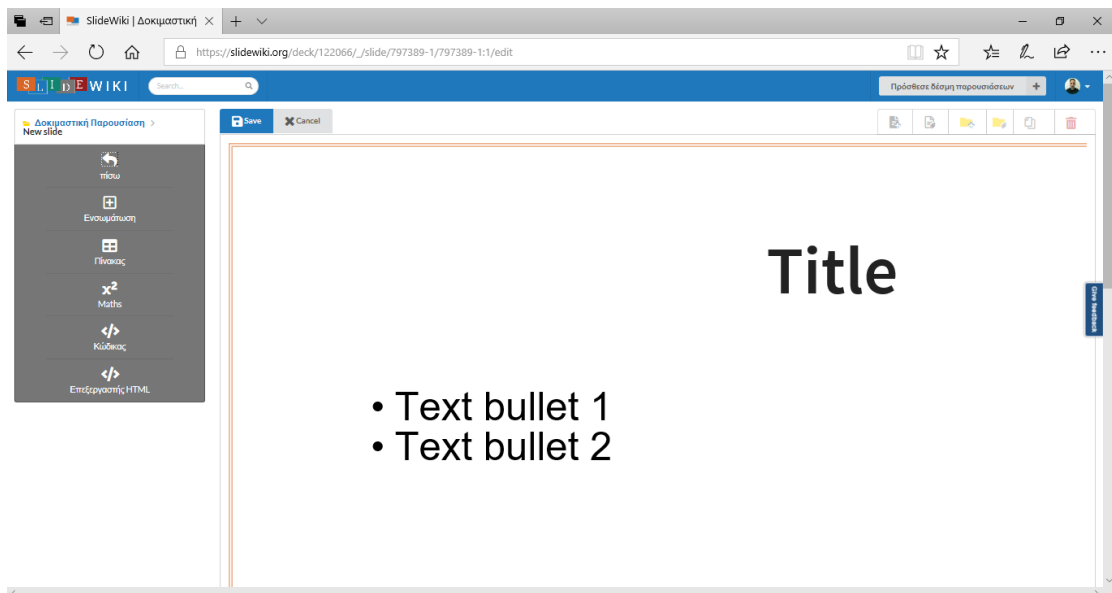 SlideWiki | Δοκιμαστική
https://slidewiki.org/deck/122066/_/slide/797389-1/797389-1:1/edit
SLIDEWIKI
Search...
Πρόσθεσε δέσμη παρουσιάσεων
Δοκιμαστική Παρουσίαση >
New slide
Save
Cancel
πίσω
Ενσωμάτωση
Πίνακας
x²
Maths
Κώδικας
Επεξεργαστής HTML
Title
• Text bullet 1
• Text bullet 2
Give feedback